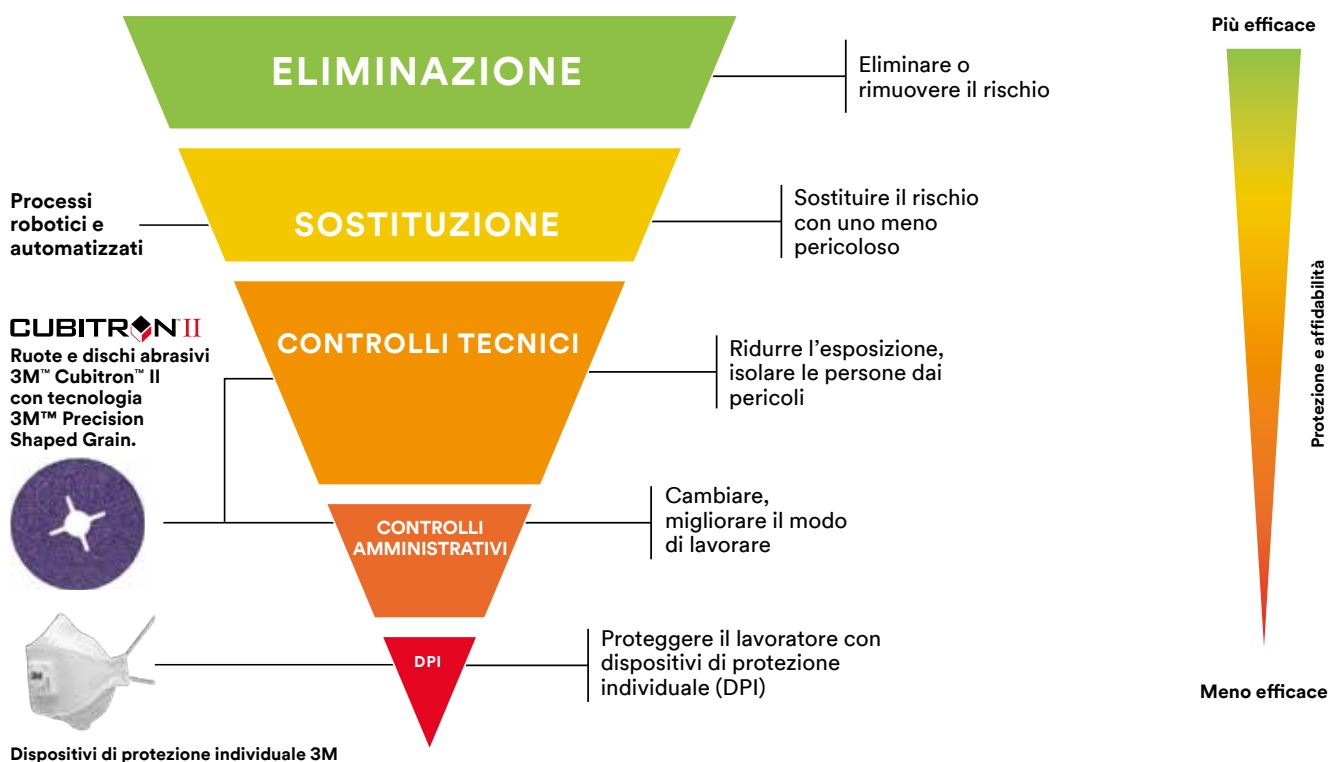 Più efficace
ELIMINAZIONE
Eliminare o
rimuovere il rischio
Processi
robotici e
automatizzati
SOSTITUZIONE
Sostituire il rischio
con uno meno
pericoloso
CUBITRON™ II
Ruote e dischi abrasivi
3M™ Cubitron™ II
con tecnologia
3M™ Precision
Shaped Grain.
CONTROLLI TECNICI
Ridurre l’esposizione,
isolare le persone dai
pericoli
Protezione e affidabilità
CONTROLLI
AMMINISTRATIVI
Cambiare,
migliorare il modo
di lavorare
DPI
Proteggere il lavoratore con
dispositivi di protezione
individuale (DPI)
Meno efficace
3M
Dispositivi di protezione individuale 3M